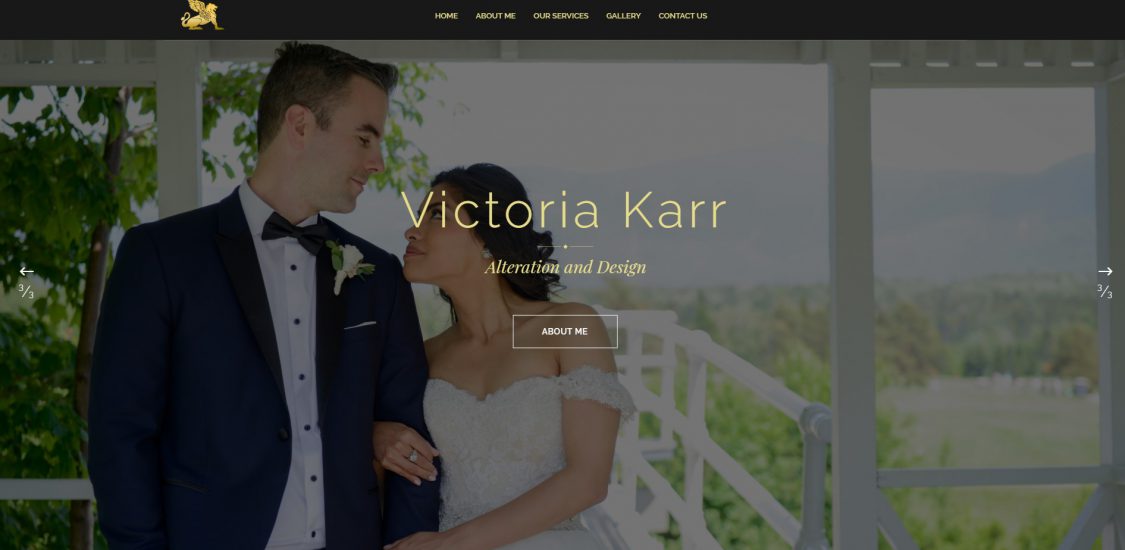 HOME ABOUT ME OUR SERVICES GALLERY CONTACT US
Victoria Karr
Alteration and Design
3/3 3/3
ABOUT ME